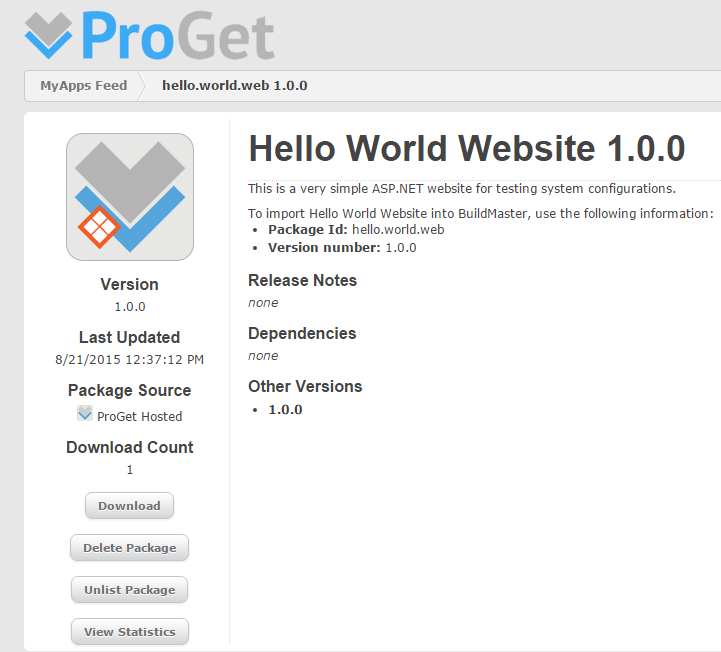 ProGet
MyApps Feed
hello.world.web 1.0.0
Version
1.0.0
Last Updated
8/21/2015 12:37:12 PM
Package Source
ProGet Hosted
Download Count
1
Download
Delete Package
Unlist Package
View Statistics
Hello World Website 1.0.0
This is a very simple ASP.NET website for testing system configurations.
To import Hello World Website into BuildMaster, use the following information:
• Package Id: hello.world.web
• Version number: 1.0.0
Release Notes
none
Dependencies
none
Other Versions
• 1.0.0